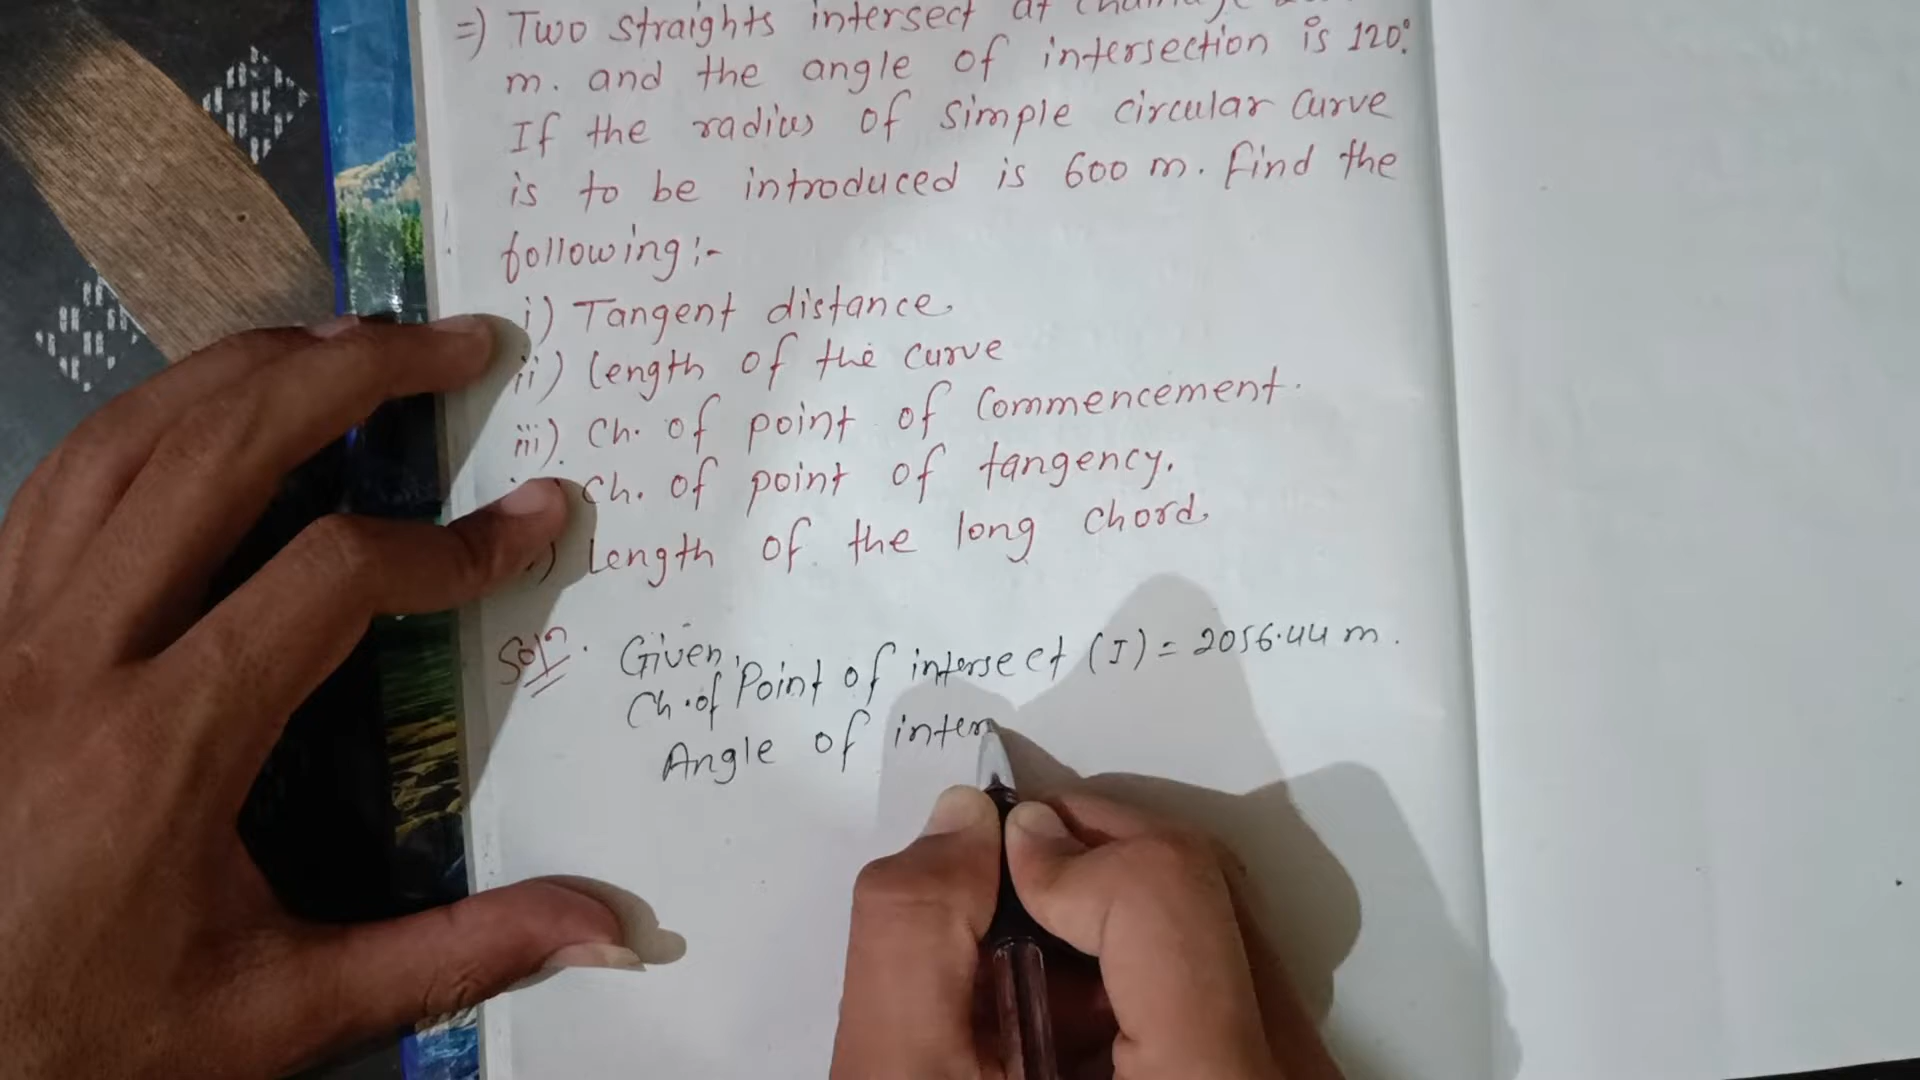 =) Two straights intersect at
m. and the angle of intersection is 120°.
If the radius of simple circular curve
is to be introduced is 600 m. find the
following :-
i) Tangent distance.
ii) length of the curve
iii). Ch. of point of Commencement.
) Ch. of point of tangency.
) Length of the long chord.
Solⁿ. Given,
Ch. of Point of intersect (I) = 2056.44 m.
Angle of inter